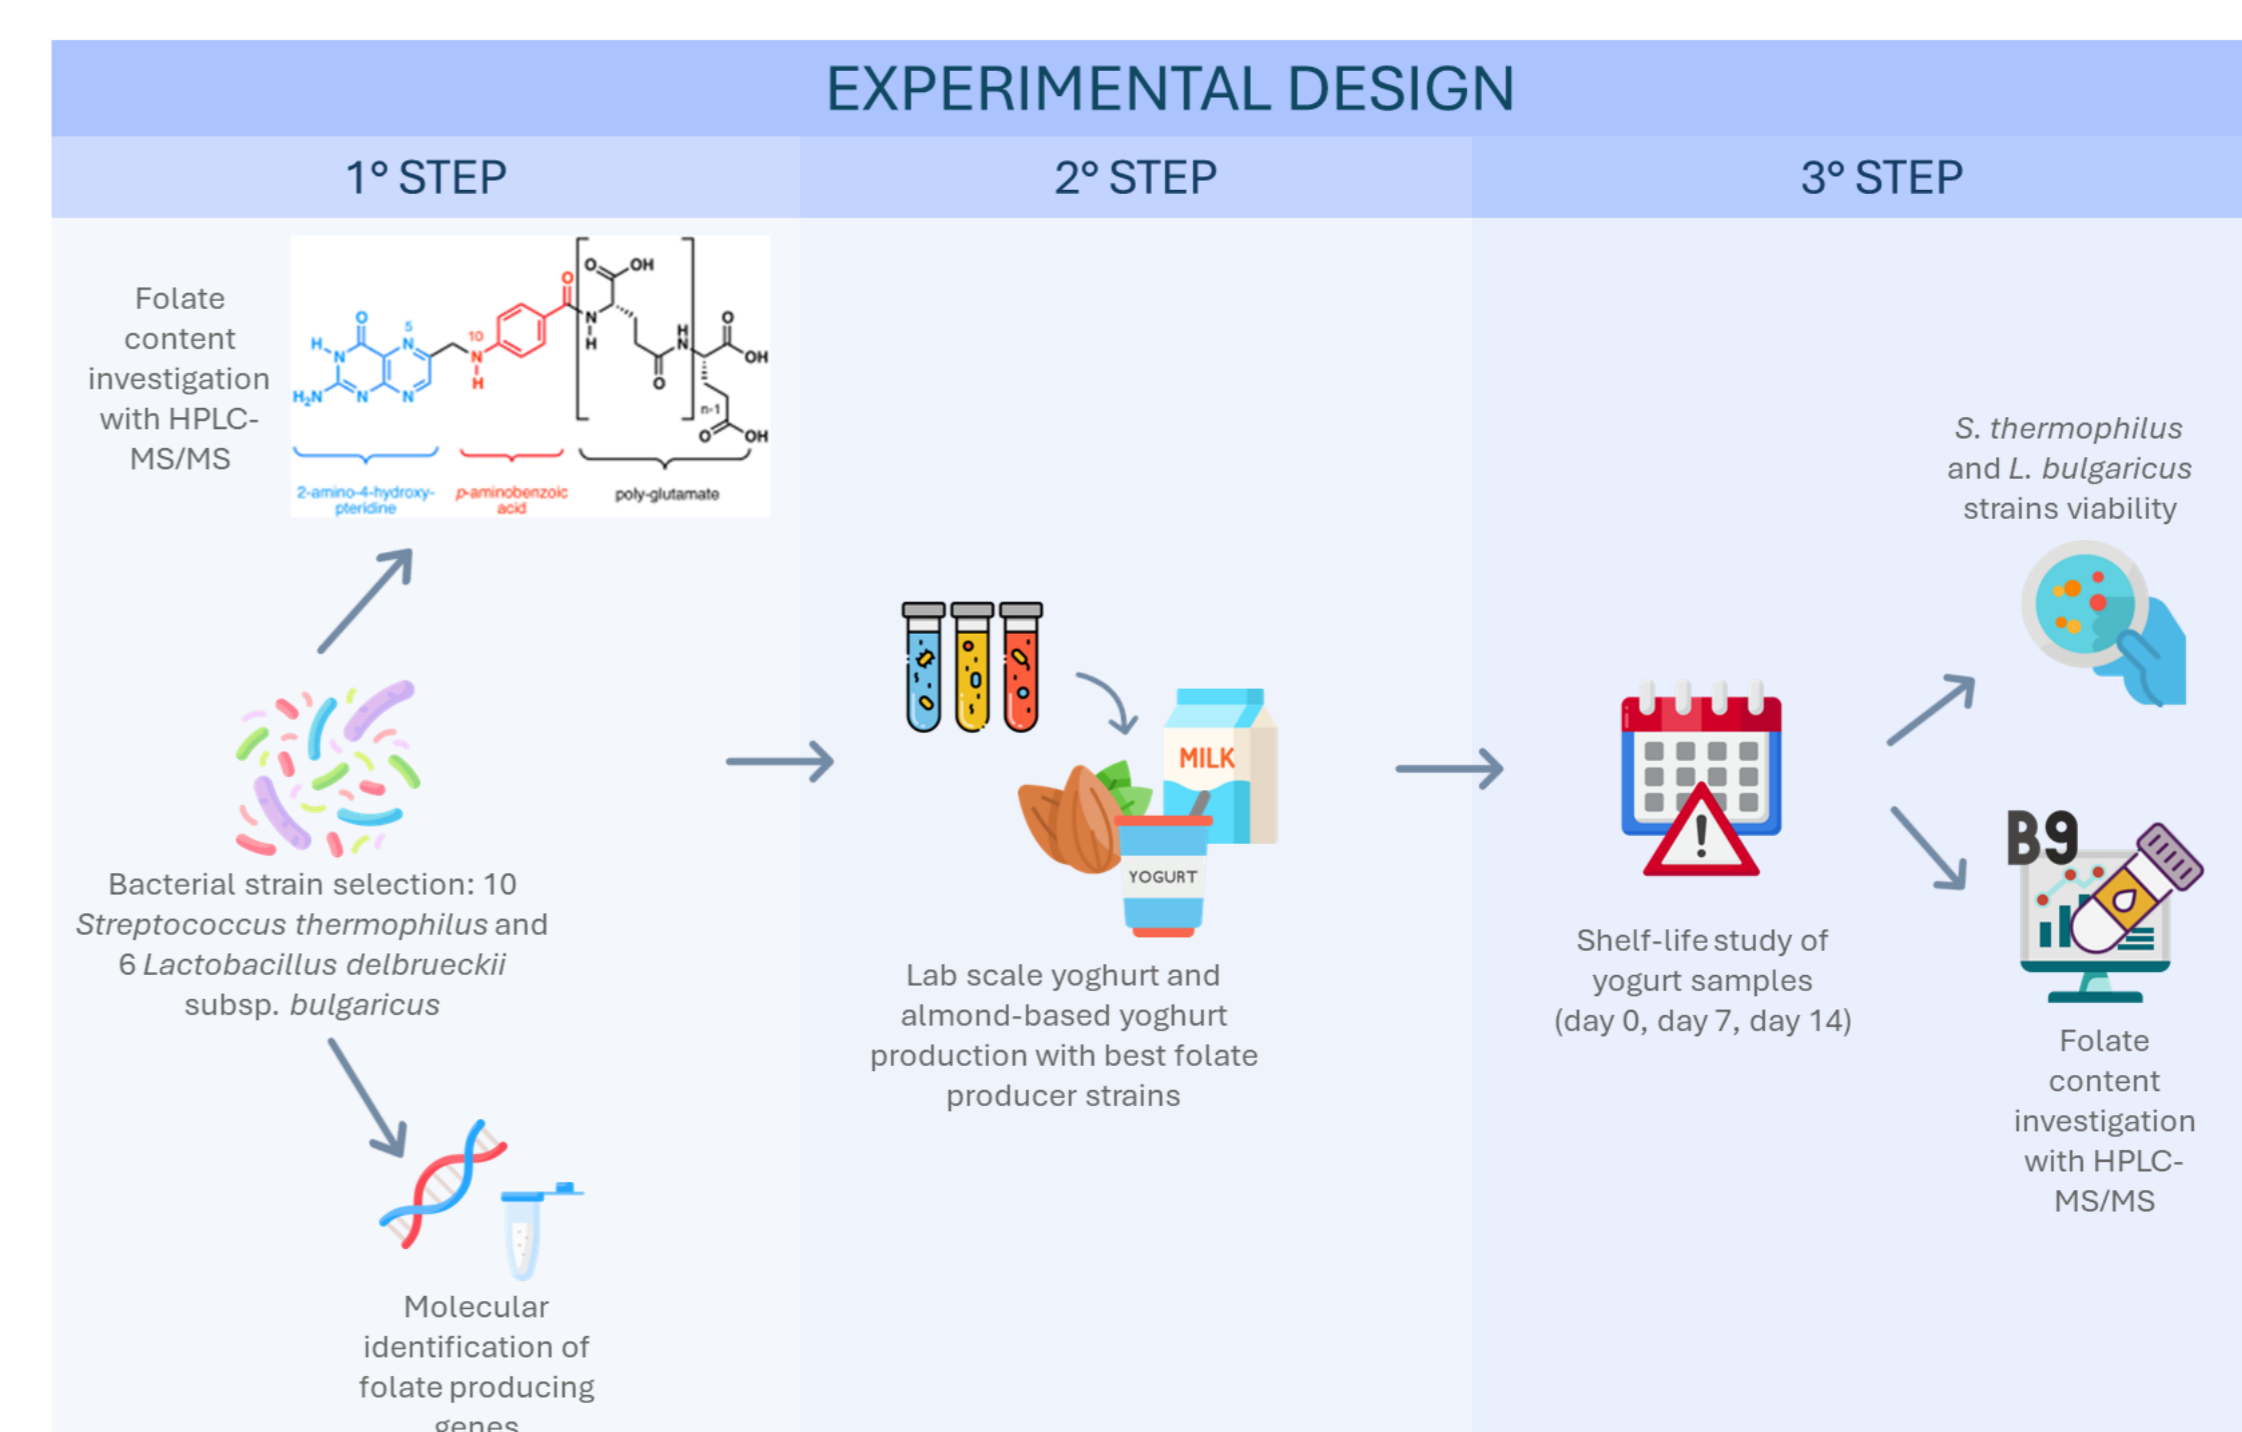 EXPERIMENTAL DESIGN
1° STEP
2° STEP
3° STEP
Folate
content
investigation
with HPLC-
MS/MS
O
OH
O
N
H
O
N
H
O
OH
n-1
O
OH
O
5
N
10
N
H
H
N
H₂N
N
N
2-amino-4-hydroxy-
pteridine
p-aminobenzoic
acid
poly-glutamate
Bacterial strain selection: 10
Streptococcus thermophilus and
6 Lactobacillus delbrueckii
subsp. bulgaricus
Molecular
identification of
folate producing
genes
MILK
YOGURT
Lab scale yoghurt and
almond-based yoghurt
production with best folate
producer strains
Shelf-life study of
yogurt samples
(day 0, day 7, day 14)
S. thermophilus
and L. bulgaricus
strains viability
B9
Folate
content
investigation
with HPLC-
MS/MS